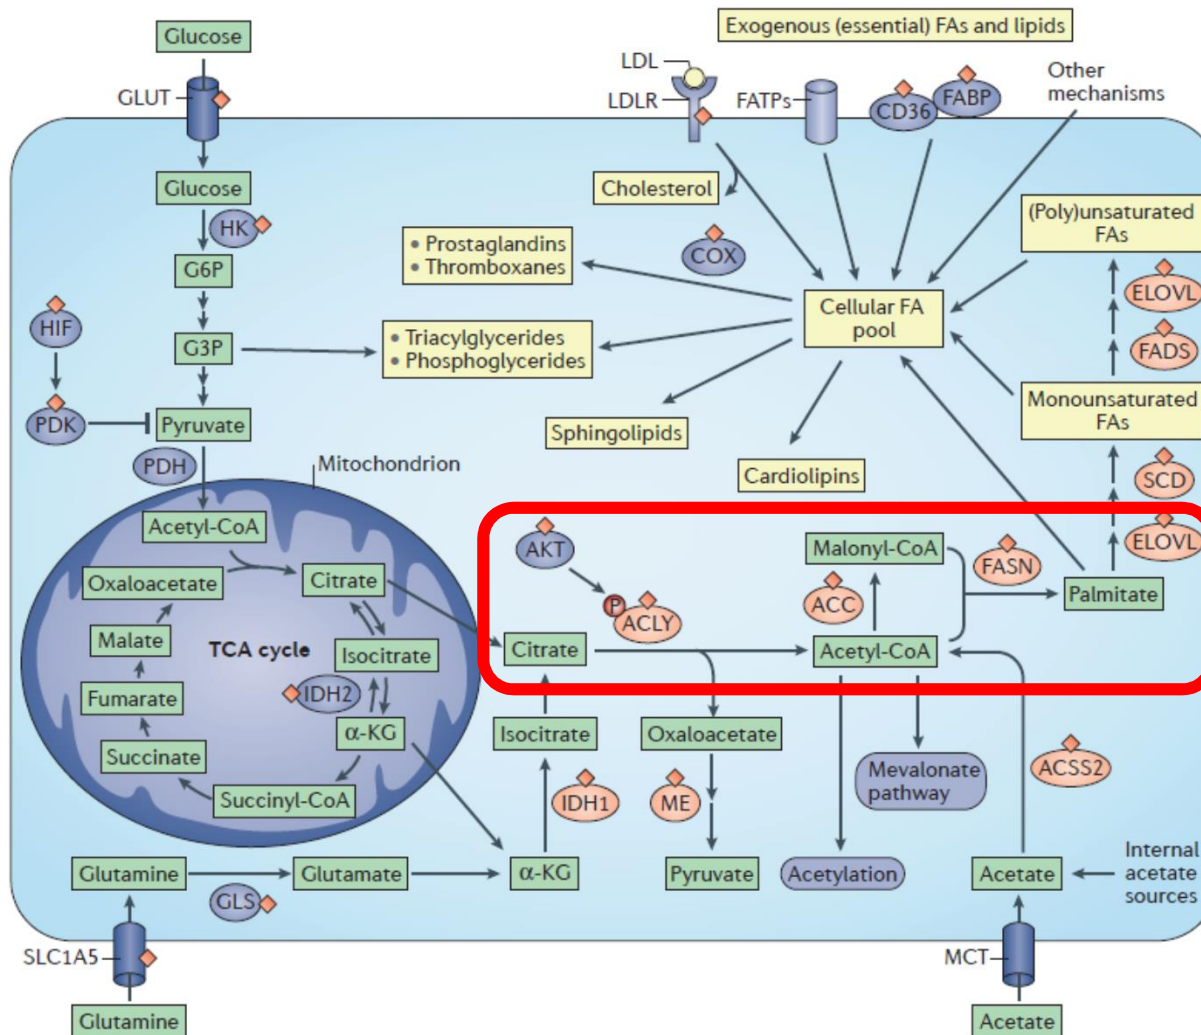 Glucose
Exogenous (essential) FAs and lipids
LDL
LDLR
FATPs
CD36
FABP
Other
mechanisms
GLUT
Glucose
HK
G6P
HIF
G3P
PDK
Pyruvate
PDH
Cholesterol
• Prostaglandins
• Thromboxanes
COX
• Triacylglycerides
• Phosphoglycerides
Cellular FA
pool
Sphingolipids
Cardiolipins
(Poly)unsaturated
FAs
ELOVL
FADS
Monounsaturated
FAs
SCD
ELOVL
Mitochondrion
Acetyl-CoA
Oxaloacetate
Citrate
Malate
TCA cycle
Isocitrate
Fumarate
IDH2
α-KG
Succinate
Succinyl-CoA
AKT
P
ACLY
Citrate
Malonyl-CoA
ACC
Acetyl-CoA
FASN
Palmitate
Isocitrate
Oxaloacetate
Mevalonate
pathway
ACSS2
IDH1
ME
Glutamine
GLS
Glutamate
α-KG
Pyruvate
Acetylation
Acetate
Internal
acetate
sources
SLC1A5
Glutamine
MCT
Acetate